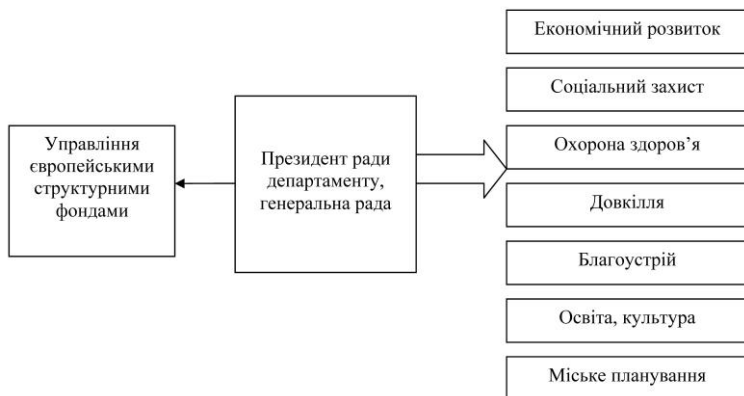 Управління
європейськими
структурними
фондами
Президент ради
департаменту,
генеральна рада
Економічний розвиток
Соціальний захист
Охорона здоров’я
Довкілля
Благоустрій
Освіта, культура
Міське планування